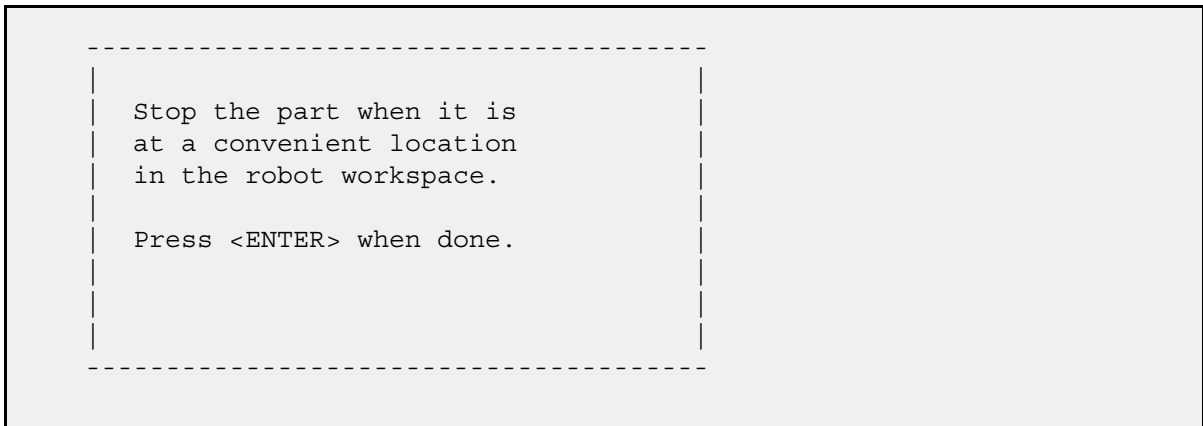 Stop the part when it is
at a convenient location
in the robot workspace.
Press <ENTER> when done.